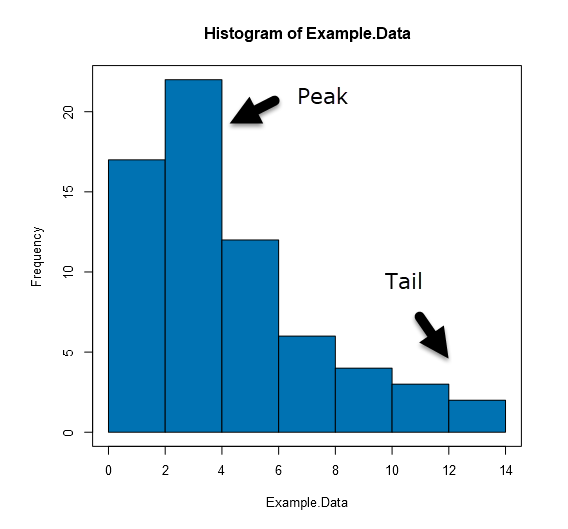 Histogram of Example.Data
Peak
Tail
Frequency
20
15
10
5
0
0 2 4 6 8 10 12 14
Example.Data